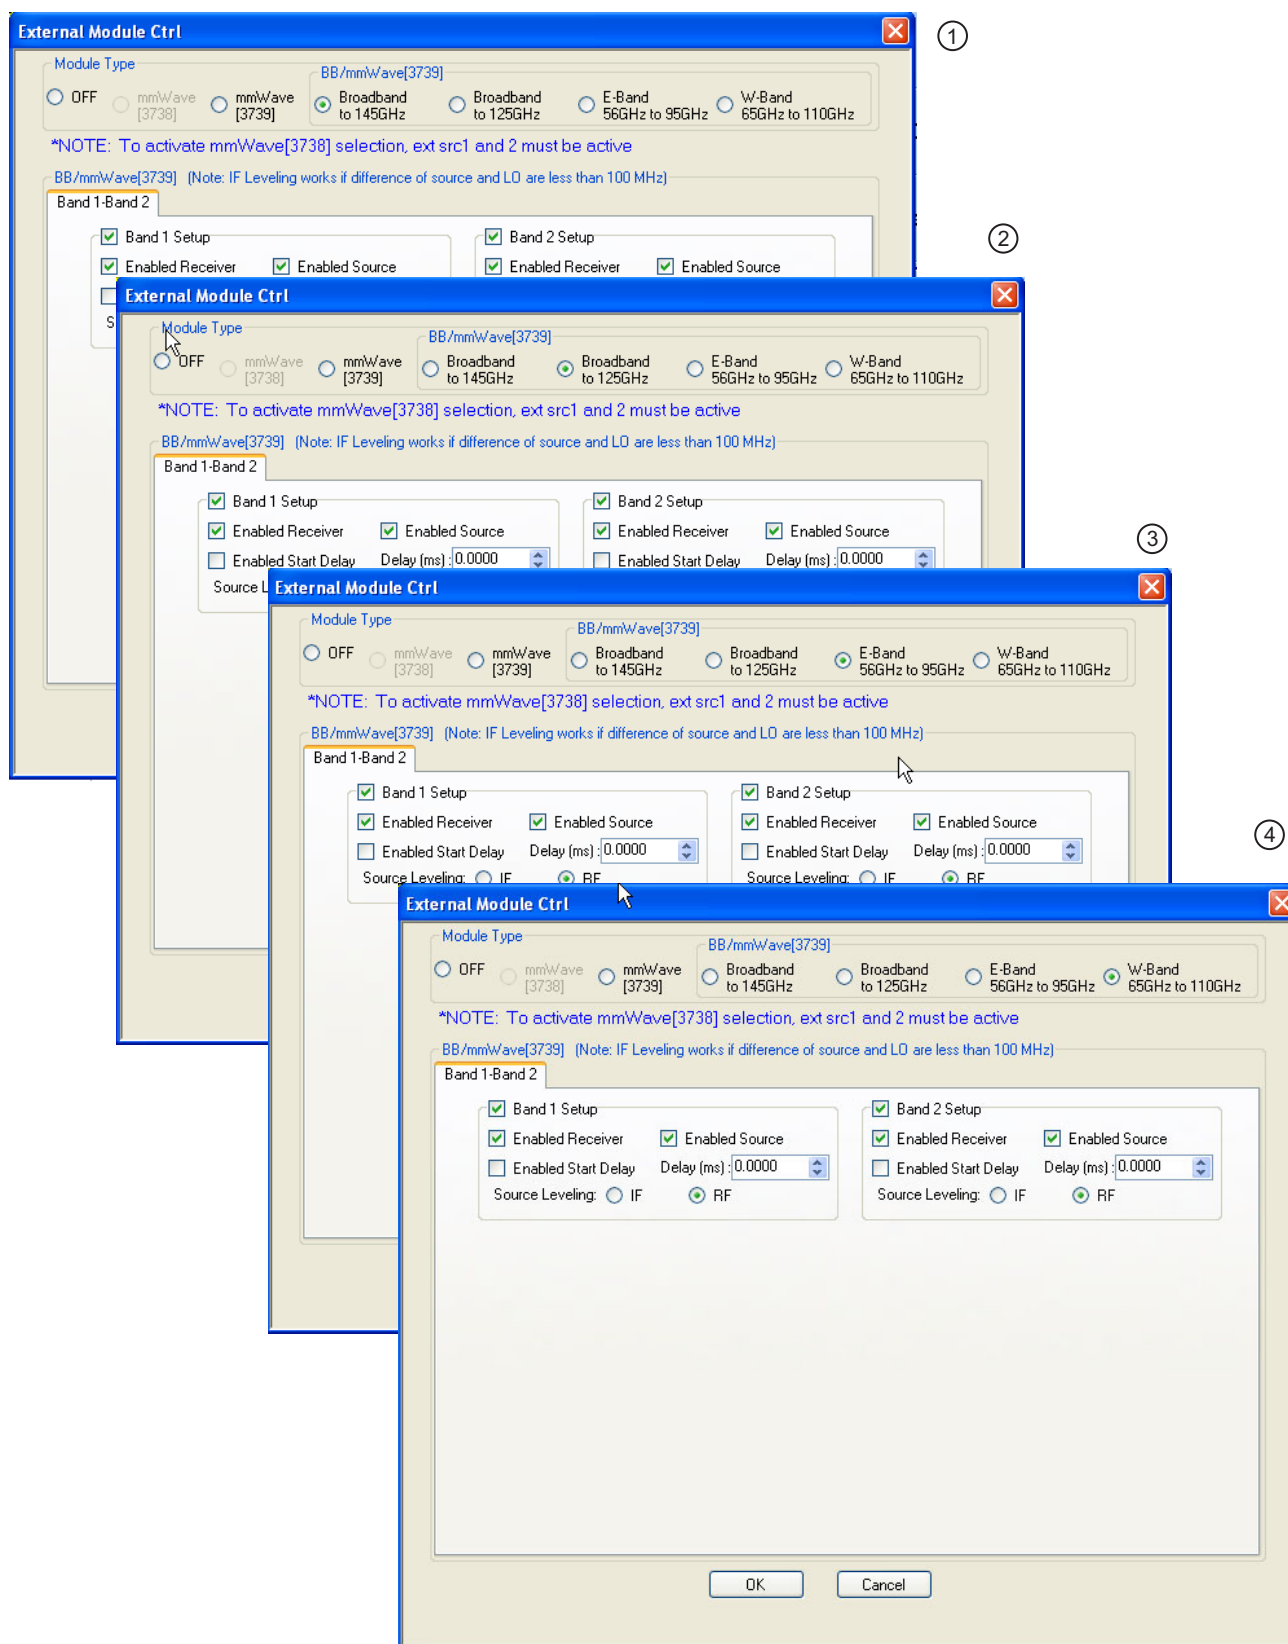 External Module Ctrl
1
Module Type
BB/mmWave[3739]
OFF
mmWave [3738]
mmWave [3739]
Broadband to 145GHz
Broadband to 125GHz
E-Band 56GHz to 95GHz
W-Band 65GHz to 110GHz
*NOTE: To activate mmWave[3738] selection, ext src1 and 2 must be active
BB/mmWave[3739] (Note: IF Leveling works if difference of source and LO are less than 100 MHz)
Band 1-Band 2
Band 1 Setup
Band 2 Setup
Enabled Receiver
Enabled Source
Enabled Receiver
Enabled Source
S
2
External Module Ctrl
Module Type
BB/mmWave[3739]
OFF
mmWave [3738]
mmWave [3739]
Broadband to 145GHz
Broadband to 125GHz
E-Band 56GHz to 95GHz
W-Band 65GHz to 110GHz
*NOTE: To activate mmWave[3738] selection, ext src1 and 2 must be active
BB/mmWave[3739] (Note: IF Leveling works if difference of source and LO are less than 100 MHz)
Band 1-Band 2
Band 1 Setup
Band 2 Setup
Enabled Receiver
Enabled Source
Enabled Receiver
Enabled Source
Enabled Start Delay
Delay (ms) : 0.0000
Enabled Start Delay
Delay (ms) : 0.0000
Source L
3
External Module Ctrl
Module Type
BB/mmWave[3739]
OFF
mmWave [3738]
mmWave [3739]
Broadband to 145GHz
Broadband to 125GHz
E-Band 56GHz to 95GHz
W-Band 65GHz to 110GHz
*NOTE: To activate mmWave[3738] selection, ext src1 and 2 must be active
BB/mmWave[3739] (Note: IF Leveling works if difference of source and LO are less than 100 MHz)
Band 1-Band 2
Band 1 Setup
Band 2 Setup
Enabled Receiver
Enabled Source
Enabled Receiver
Enabled Source
Enabled Start Delay
Delay (ms) : 0.0000
Enabled Start Delay
Delay (ms) : 0.0000
Source Leveling: IF RF
Source Leveling: IF RF
4
External Module Ctrl
Module Type
BB/mmWave[3739]
OFF
mmWave [3738]
mmWave [3739]
Broadband to 145GHz
Broadband to 125GHz
E-Band 56GHz to 95GHz
W-Band 65GHz to 110GHz
*NOTE: To activate mmWave[3738] selection, ext src1 and 2 must be active
BB/mmWave[3739] (Note: IF Leveling works if difference of source and LO are less than 100 MHz)
Band 1-Band 2
Band 1 Setup
Band 2 Setup
Enabled Receiver
Enabled Source
Enabled Receiver
Enabled Source
Enabled Start Delay
Delay (ms) : 0.0000
Enabled Start Delay
Delay (ms) : 0.0000
Source Leveling: IF RF
Source Leveling: IF RF
OK
Cancel